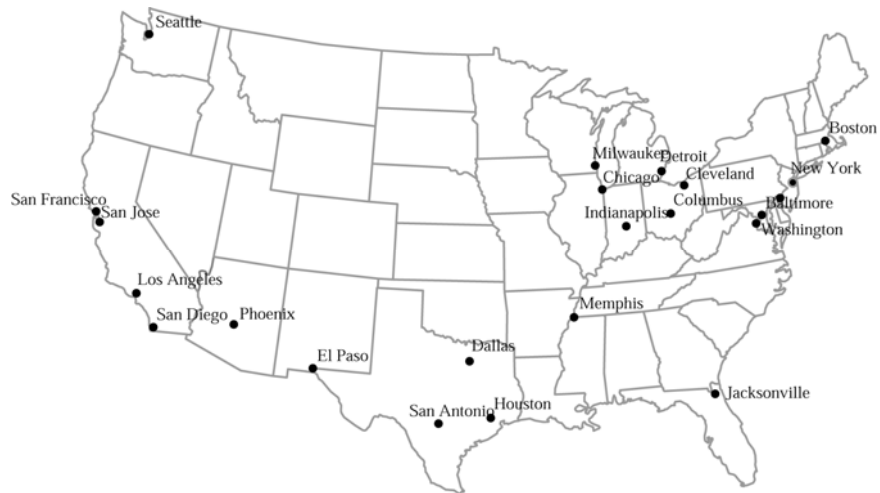 Seattle
Boston
Milwaukee
Detroit
New York
Cleveland
Chicago
San Francisco
San Jose
Indianapolis
Columbus
Baltimore
Washington
Los Angeles
Memphis
San Diego
Phoenix
El Paso
Dallas
Jacksonville
San Antonio
Houston